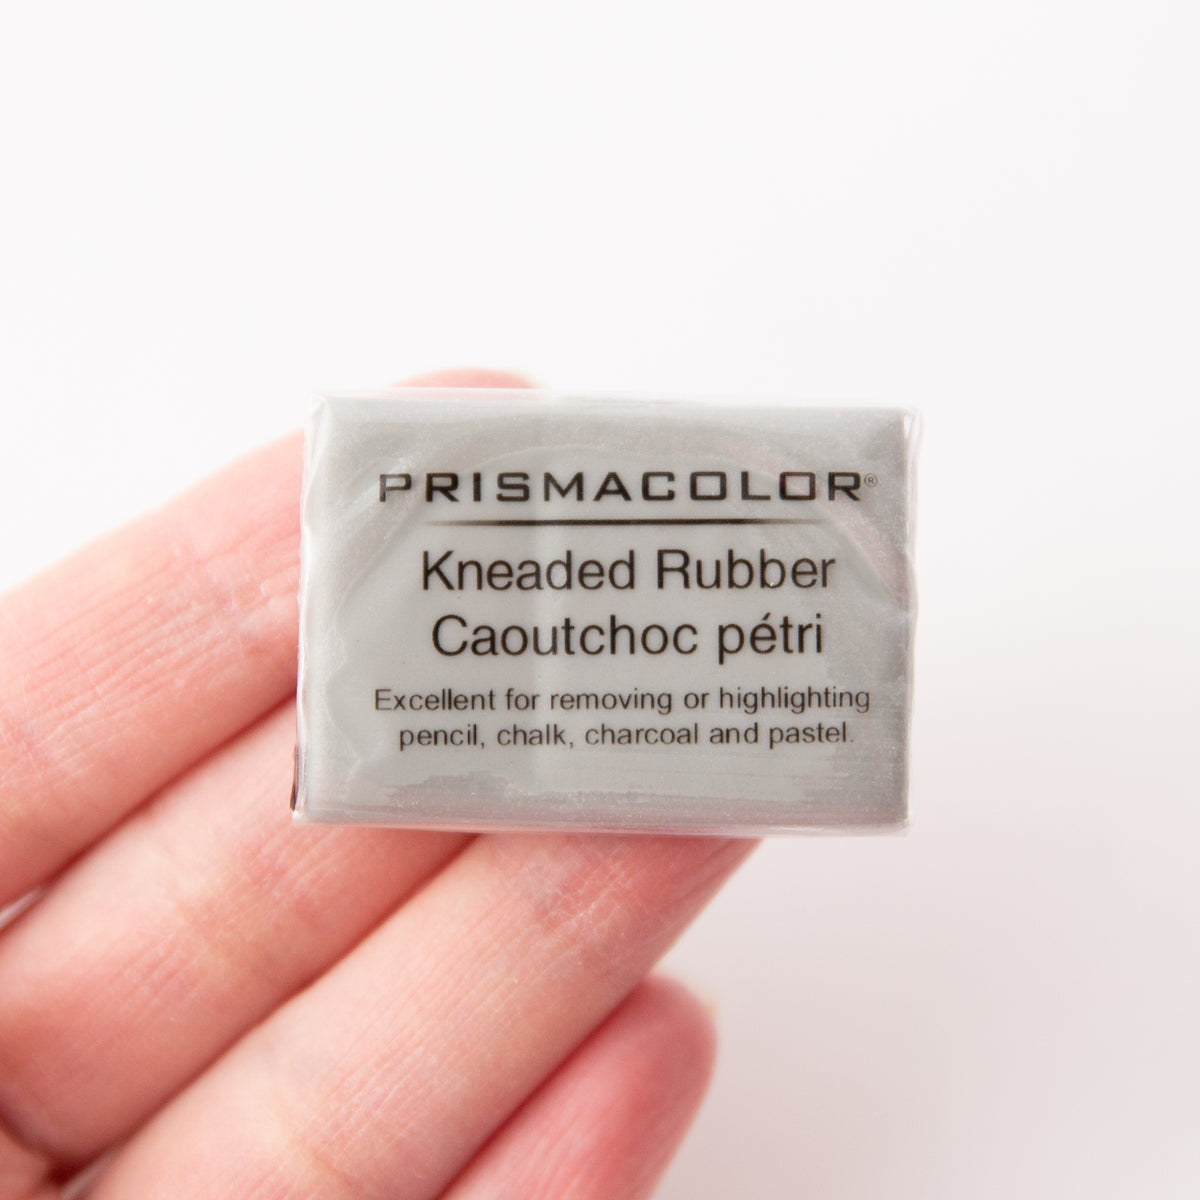 PRISMACOLOR®
Kneaded Rubber
Caoutchoc pétri
Excellent for removing or highlighting
pencil, chalk, charcoal and pastel.